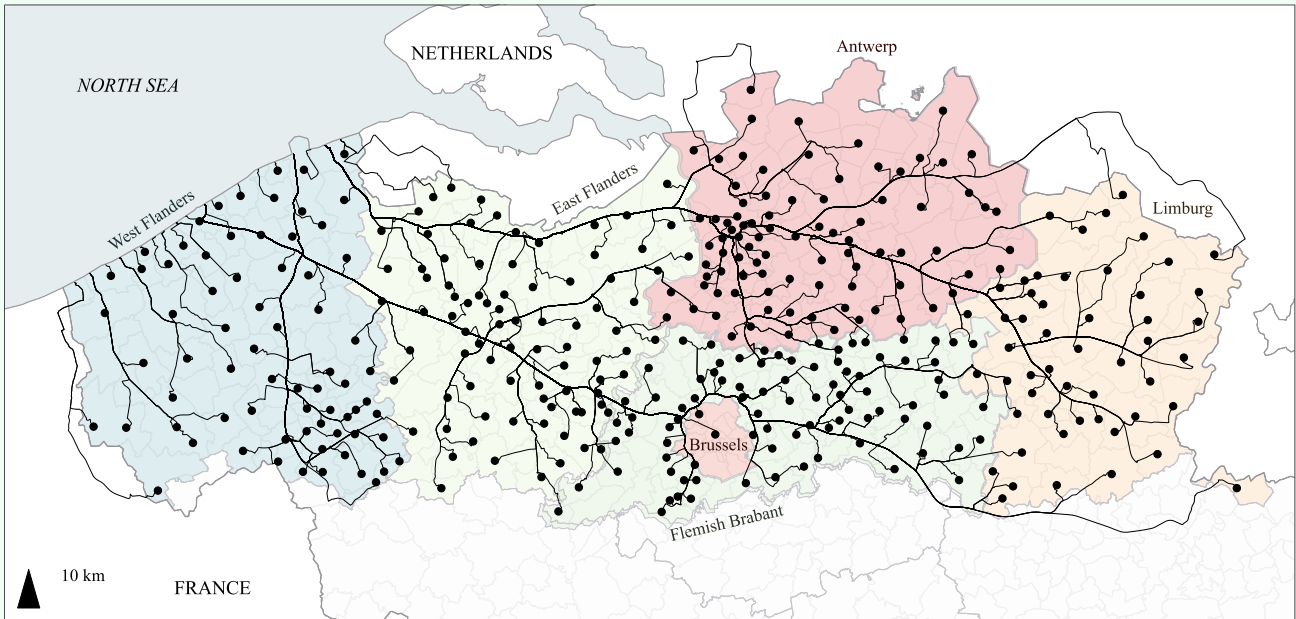 Antwerp
NETHERLANDS
NORTH SEA
East Flanders
West Flanders
Limburg
Brussels
Flemish Brabant
10 km
FRANCE